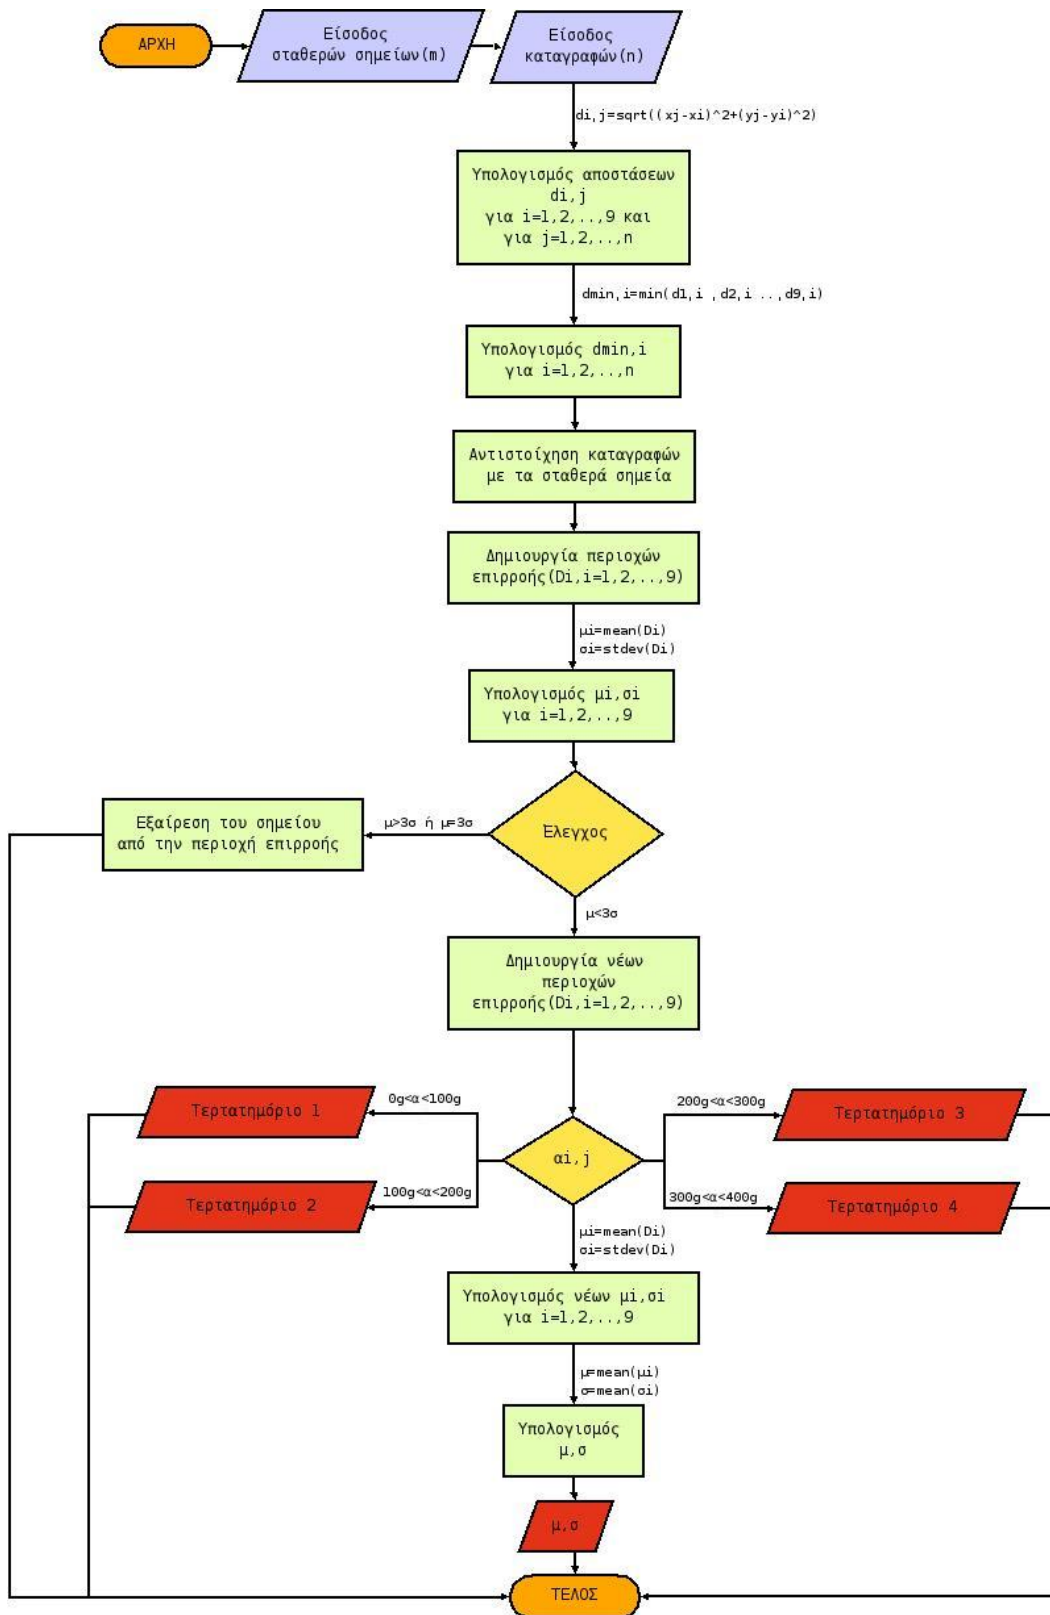 ΑΡΧΗ
Είσοδος
σταθερών σημείων(m)
Είσοδος
καταγραφών(n)
di,j=sqrt((xj-xi)^2+(yj-yi)^2)
Υπολογισμός αποστάσεων
di,j
για i=1,2,..,9 και
για j=1,2,..,n
dmin,i=min(d1,i ,d2,i ..,d9,i)
Υπολογισμός dmin,i
για i=1,2,..,n
Αντιστοίχηση καταγραφών
με τα σταθερά σημεία
Δημιουργία περιοχών
επιρροής(Di,i=1,2,..,9)
μi=mean(Di)
σi=stdev(Di)
Υπολογισμός μi,σi
για i=1,2,..,9
Έλεγχος
μ>3σ ή μ=3σ
Εξαίρεση του σημείου
από την περιοχή επιρροής
μ<3σ
Δημιουργία νέων
περιοχών
επιρροής(Di,i=1,2,..,9)
αi,j
0g<α<100g
Τερτατημόριο 1
100g<α<200g
Τερτατημόριο 2
200g<α<300g
Τερτατημόριο 3
300g<α<400g
Τερτατημόριο 4
μi=mean(Di)
σi=stdev(Di)
Υπολογισμός νέων μi,σi
για i=1,2,..,9
μ=mean(μi)
σ=mean(σi)
Υπολογισμός
μ,σ
μ,σ
ΤΕΛΟΣ